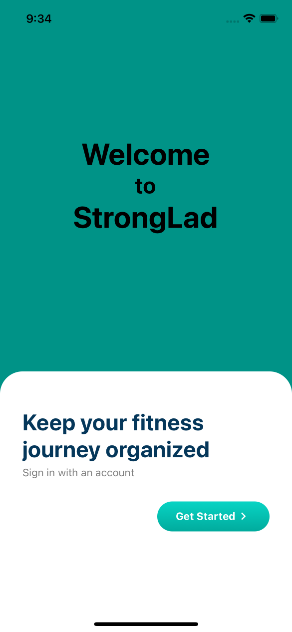 9:34
Welcome
to
StrongLad
Keep your fitness
journey organized
Sign in with an account
Get Started